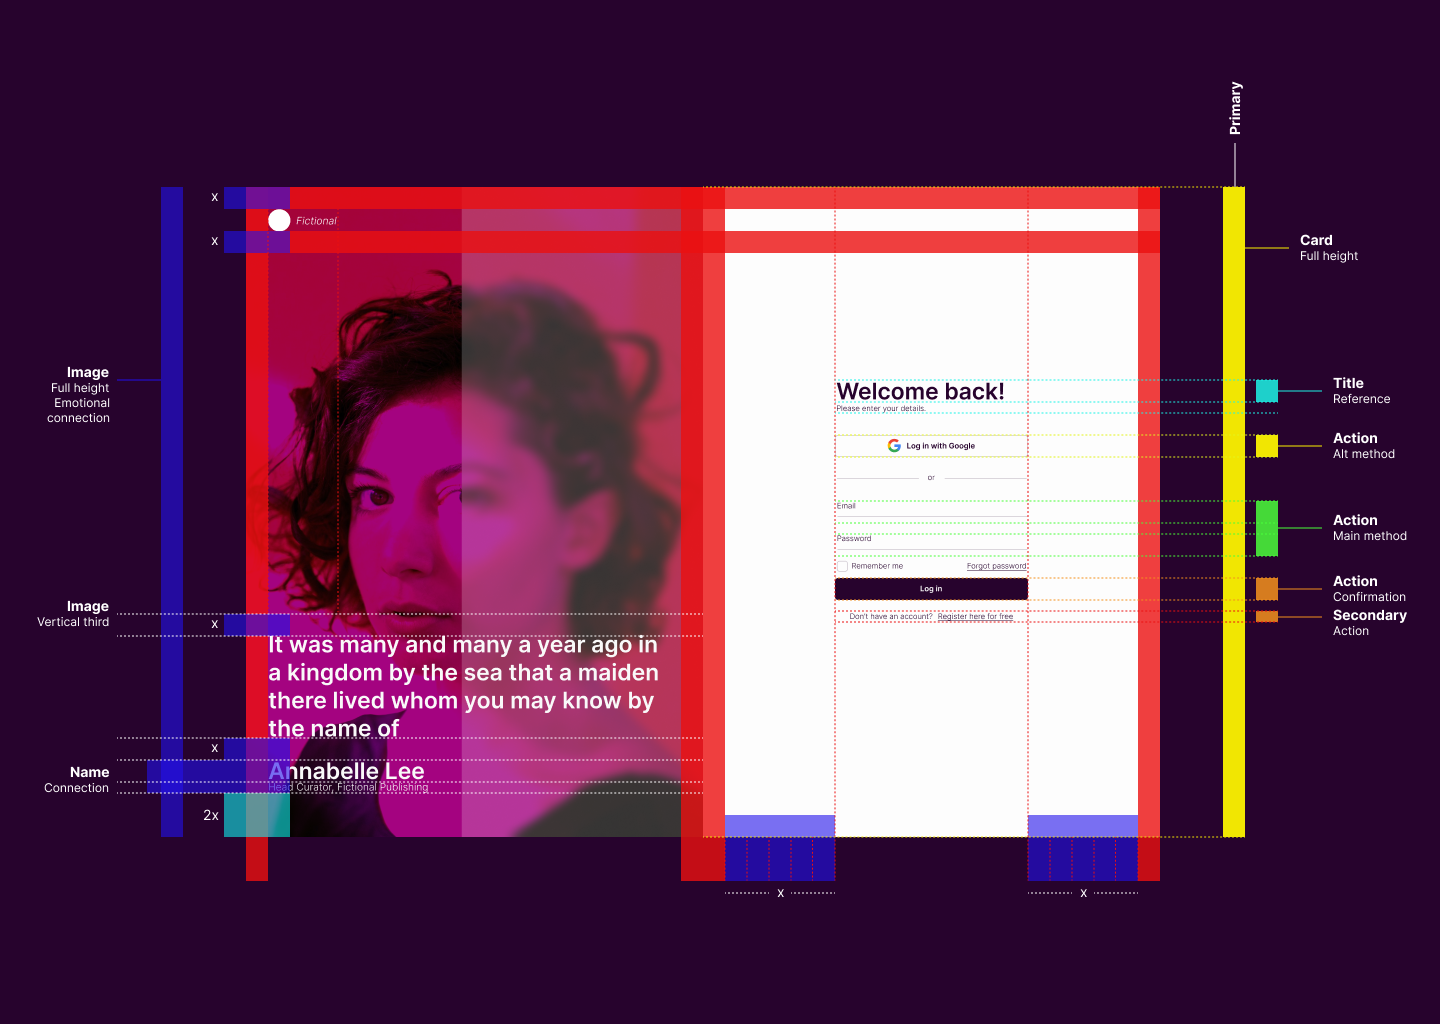 Primary
x
Fictional
x
Card
Full height
Image
Full height
Emotional
connection
Welcome back!
Please enter your details.
Title
Reference
Log in with Google
Action
Alt method
or
Email
Password
Action
Main method
Remember me
Forgot password
Log in
Action
Confirmation
Don't have an account? Register here for free
Secondary
Action
Image
Vertical third
x
It was many and many a year ago in
a kingdom by the sea that a maiden
there lived whom you may know by
the name of
x
Name
Connection
Annabelle Lee
Head Curator, Fictional Publishing
2x
x
x